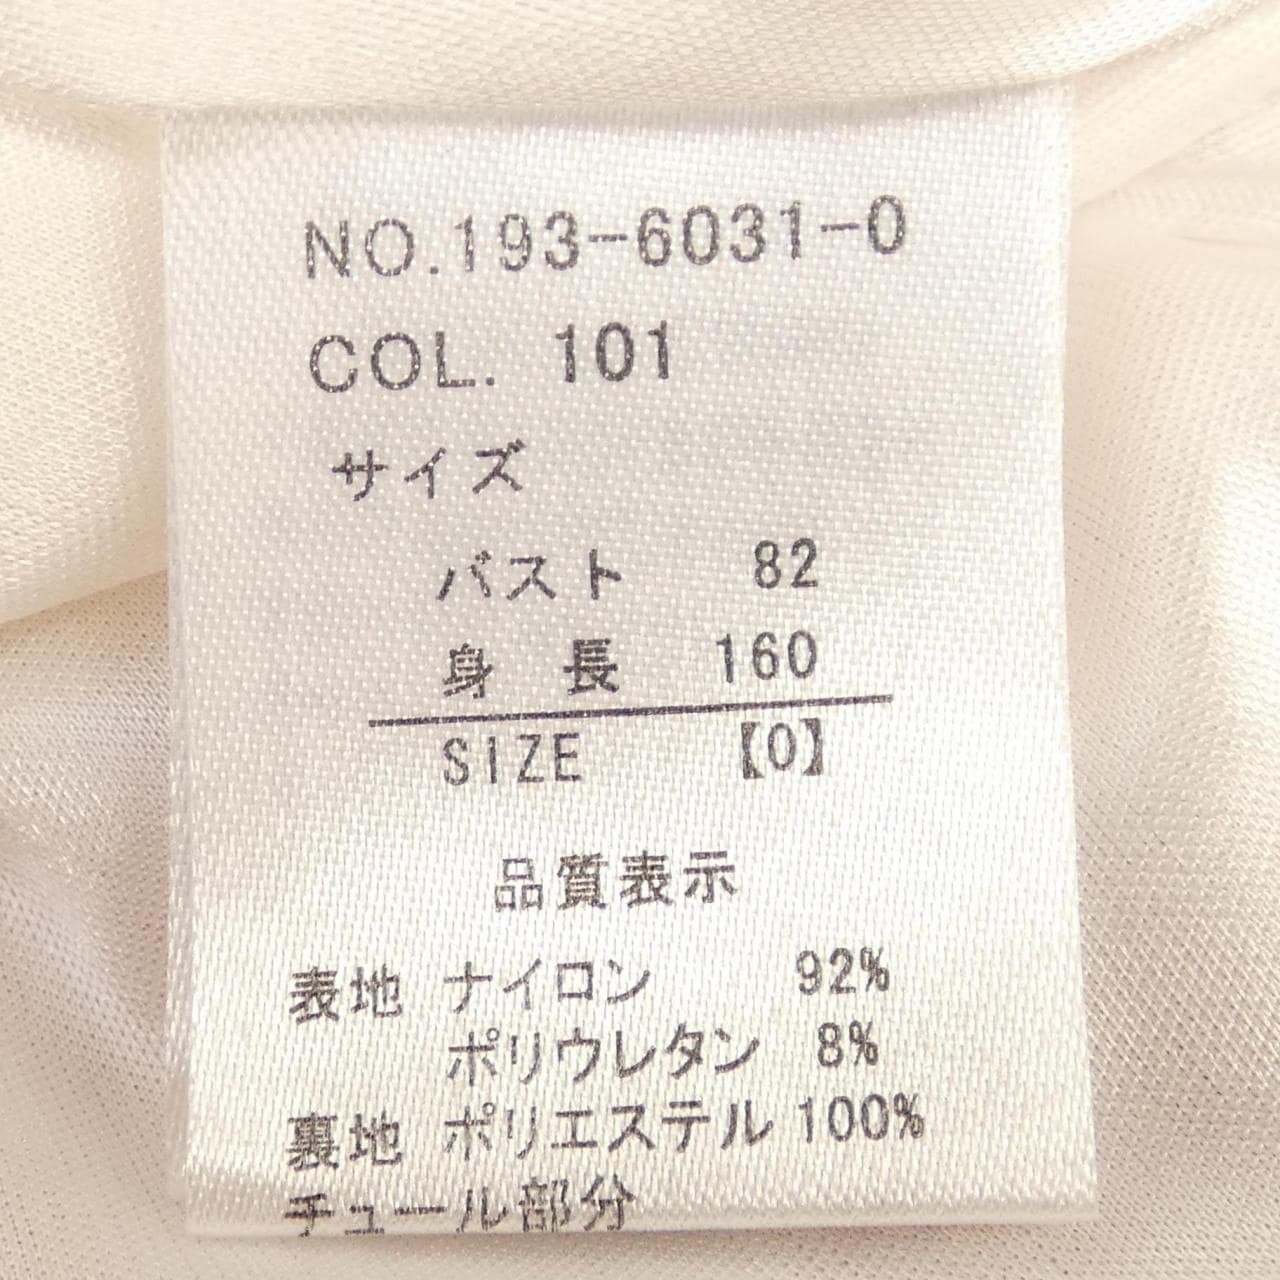 NO.193-6031-0
COL. 101
サイズ
バスト 82
身 長 160
SIZE 【0】
品質表示
表地 ナイロン 92%
ポリウレタン 8%
裏地 ポリエステル 100%
チュール部分